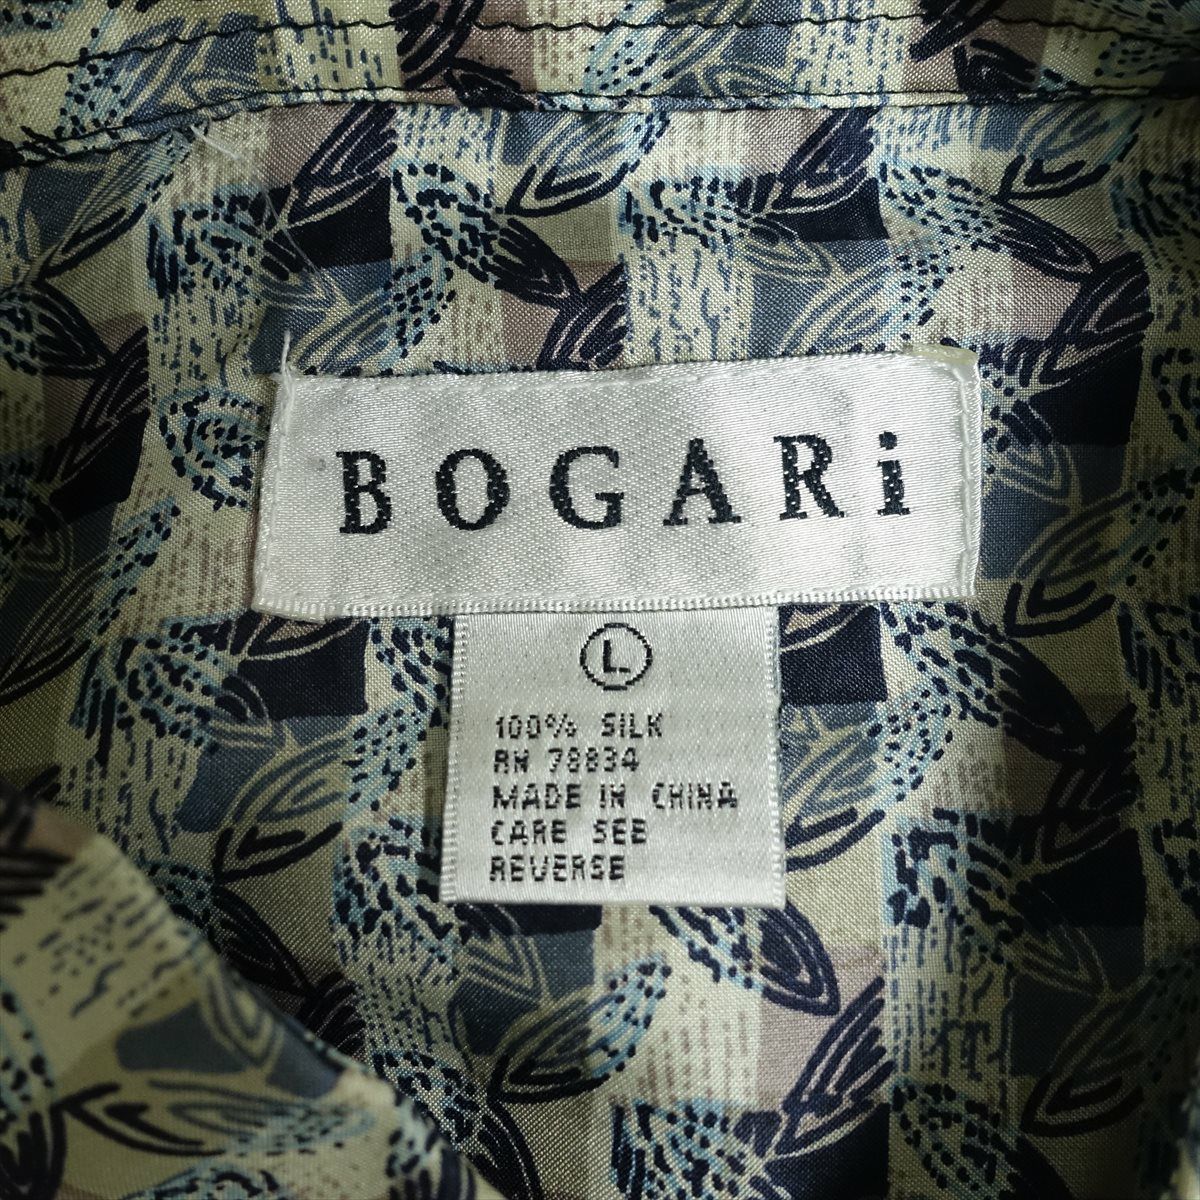 BOGARi
L
100% SILK
RN 78834
MADE IN CHINA
CARE SEE
REVERSE